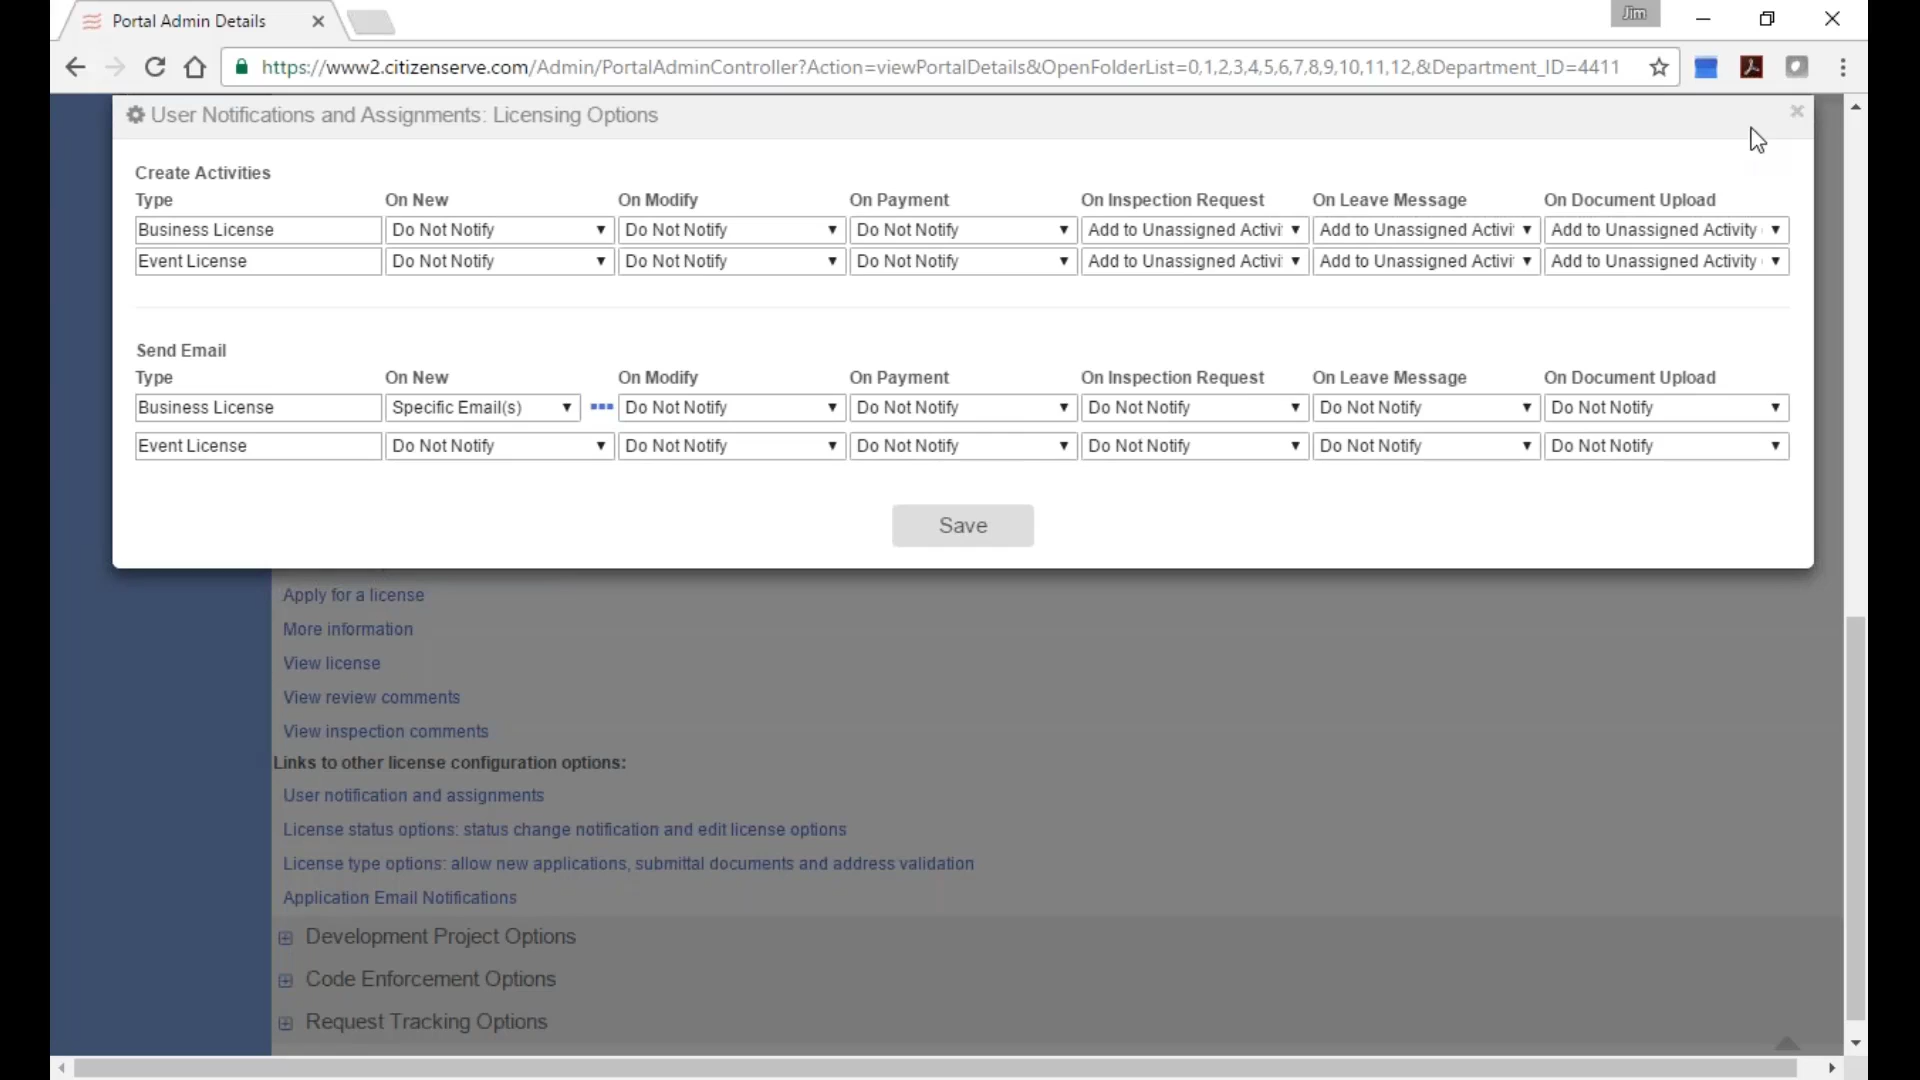 Portal Admin Details
Jim
https://www2.citizenserve.com/Admin/PortalAdminController?Action=viewPortalDetails&OpenFolderList=0,1,2,3,4,5,6,7,8,9,10,11,12,&Department_ID=4411
User Notifications and Assignments: Licensing Options
Create Activities
Type On New On Modify On Payment On Inspection Request On Leave Message On Document Upload
Business License Do Not Notify Do Not Notify Do Not Notify Add to Unassigned Activi Add to Unassigned Activi Add to Unassigned Activity
Event License Do Not Notify Do Not Notify Do Not Notify Add to Unassigned Activi Add to Unassigned Activi Add to Unassigned Activity
Send Email
Type On New On Modify On Payment On Inspection Request On Leave Message On Document Upload
Business License Specific Email(s) Do Not Notify Do Not Notify Do Not Notify Do Not Notify Do Not Notify
Event License Do Not Notify Do Not Notify Do Not Notify Do Not Notify Do Not Notify Do Not Notify
Save
Apply for a license
More information
View license
View review comments
View inspection comments
Links to other license configuration options:
User notification and assignments
License status options: status change notification and edit license options
License type options: allow new applications, submittal documents and address validation
Application Email Notifications
Development Project Options
Code Enforcement Options
Request Tracking Options